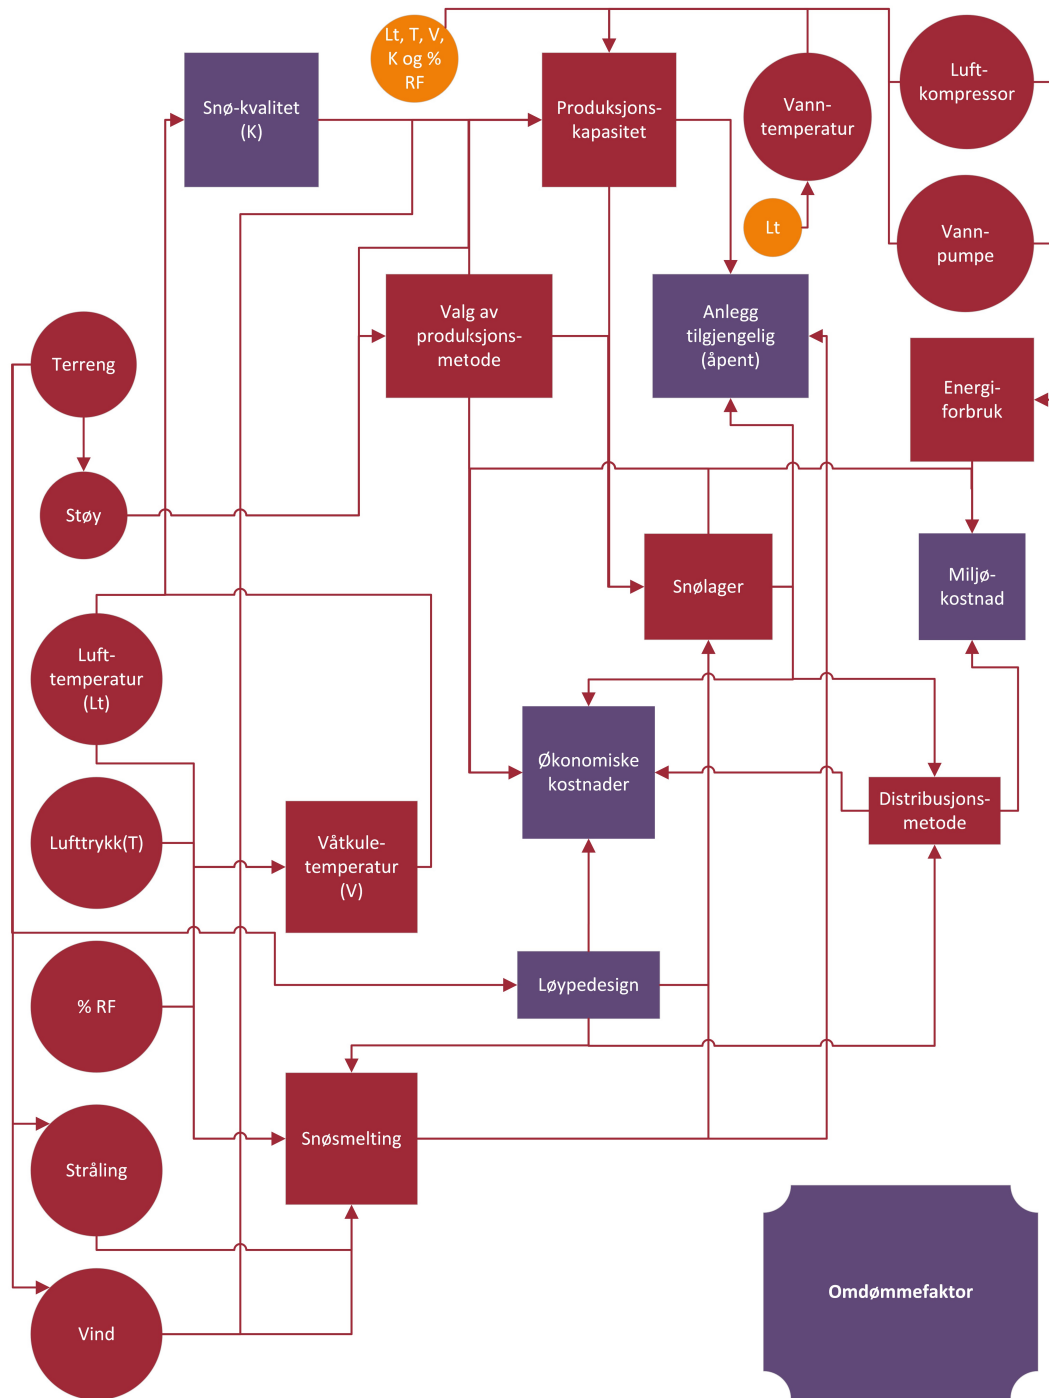 Lt, T, V,
K og %
RF
Snø-kvalitet
(K)
Produksjons-
kapasitet
Vann-
temperatur
Luft-
kompressor
Lt
Vann-
pumpe
Valg av
produksjons-
metode
Anlegg
tilgjengelig
(åpent)
Terreng
Energi-
forbruk
Støy
Snølager
Miljø-
kostnad
Luft-
temperatur
(Lt)
Økonomiske
kostnader
Distribusjons-
metode
Lufttrykk(T)
Våtkule-
temperatur
(V)
% RF
Løypedesign
Snøsmelting
Stråling
Omdømmefaktor
Vind